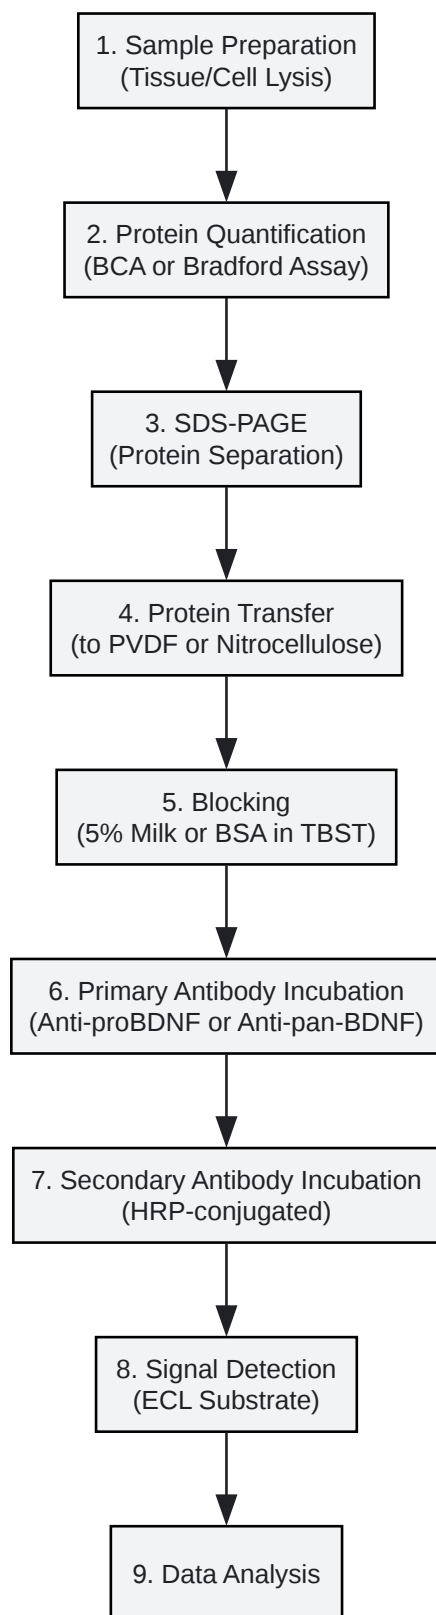 1. Sample Preparation
(Tissue/Cell Lysis)
2. Protein Quantification
(BCA or Bradford Assay)
3. SDS-PAGE
(Protein Separation)
4. Protein Transfer
(to PVDF or Nitrocellulose)
5. Blocking
(5% Milk or BSA in TBST)
6. Primary Antibody Incubation
(Anti-proBDNF or Anti-pan-BDNF)
7. Secondary Antibody Incubation
(HRP-conjugated)
8. Signal Detection
(ECL Substrate)
9. Data Analysis